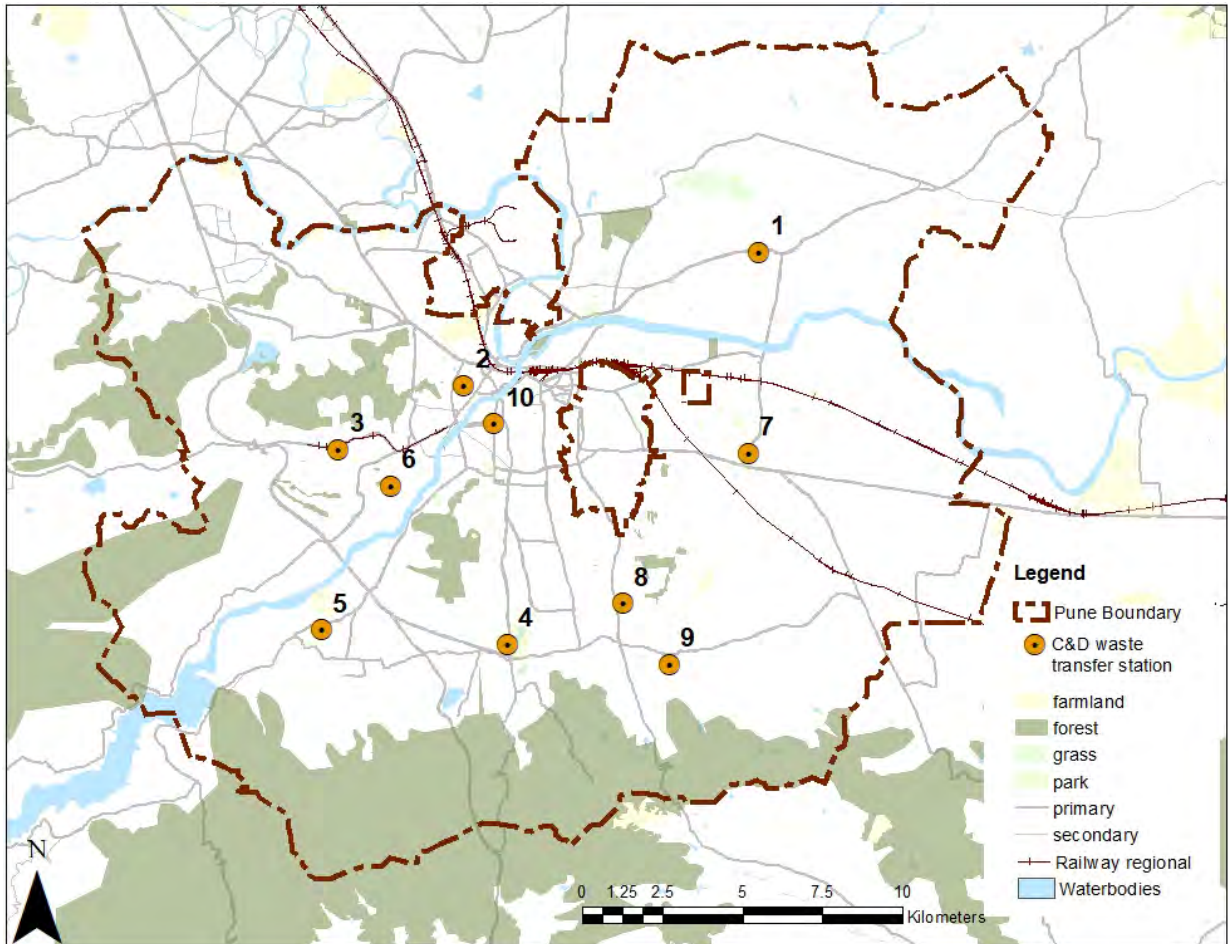 1
2
10
3
7
6
8
5
4
9
Legend
Pune Boundary
C&D waste
transfer station
farmland
forest
grass
park
primary
secondary
Railway regional
Waterbodies
N
0 1.25 2.5 5 7.5 10
Kilometers